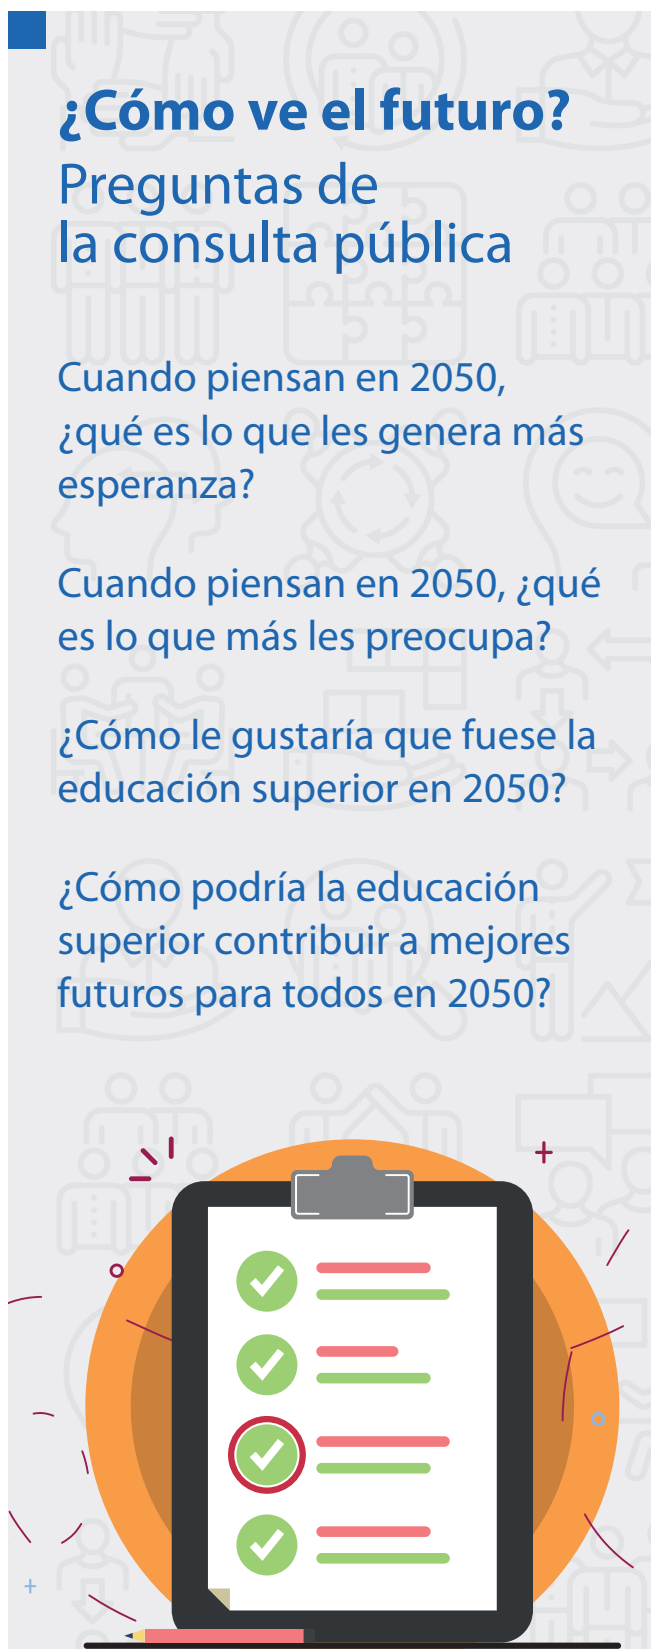 ¿Cómo ve el futuro?
Preguntas de
la consulta pública
Cuando piensan en 2050,
¿qué es lo que les genera más
esperanza?
Cuando piensan en 2050, ¿qué
es lo que más les preocupa?
¿Cómo le gustaría que fuese la
educación superior en 2050?
¿Cómo podría la educación
superior contribuir a mejores
futuros para todos en 2050?